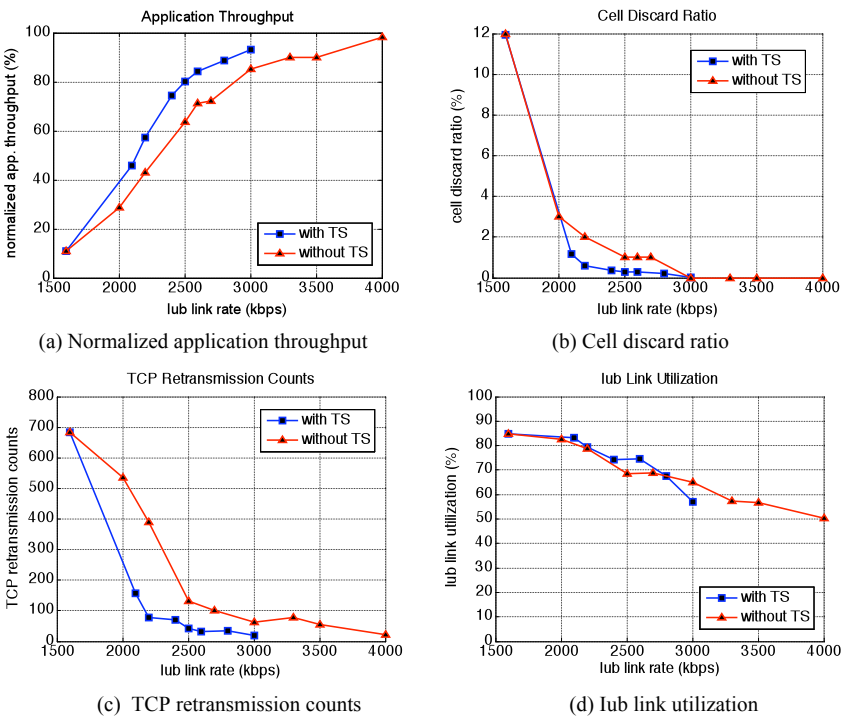 Application Throughput
normalized app. throughput (%)
100
80
60
40
20
0
1500 2000 2500 3000 3500 4000
with TS
without TS
Iub link rate (kbps)
(a) Normalized application throughput
Cell Discard Ratio
cell discard ratio (%)
12
10
8
6
4
2
0
1500 2000 2500 3000 3500 4000
with TS
without TS
Iub link rate (kbps)
(b) Cell discard ratio
TCP Retransmission Counts
TCP retransmission counts
800
700
600
500
400
300
200
100
0
1500 2000 2500 3000 3500 4000
with TS
without TS
Iub link rate (kbps)
(c) TCP retransmission counts
Iub Link Utilization
Iub link utilization (%)
100
90
80
70
60
50
40
30
20
10
0
1500 2000 2500 3000 3500 4000
with TS
without TS
Iub link rate (kbps)
(d) Iub link utilization